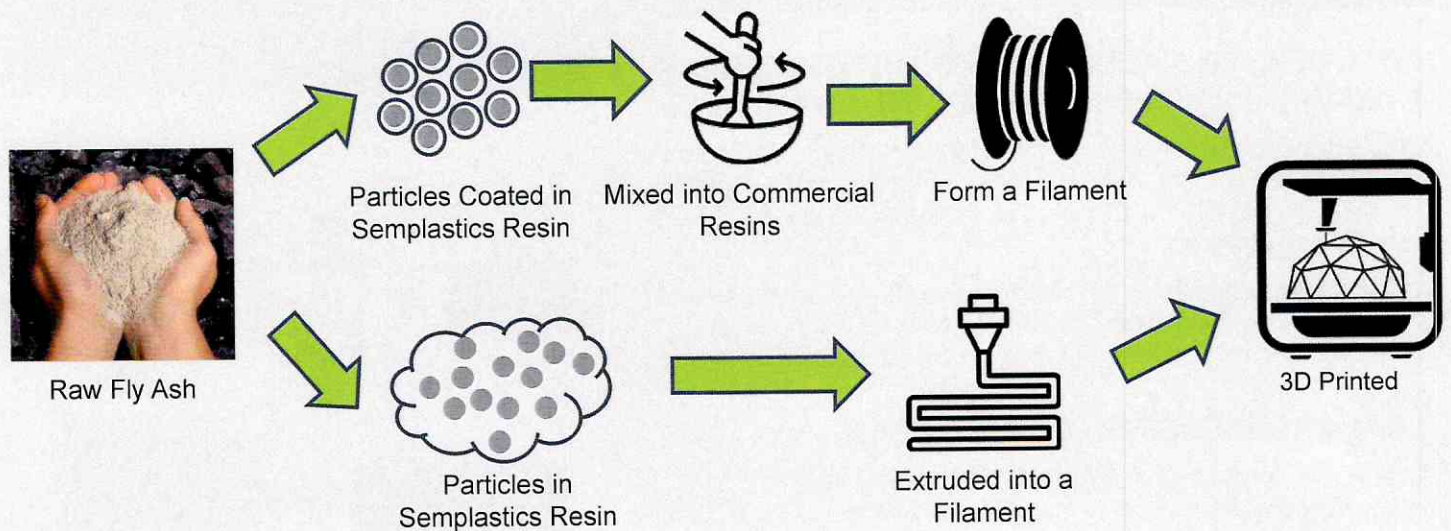 Raw Fly Ash
Particles Coated in
Semplastics Resin
Mixed into Commercial
Resins
Form a Filament
Particles in
Semplastics Resin
Extruded into a
Filament
3D Printed